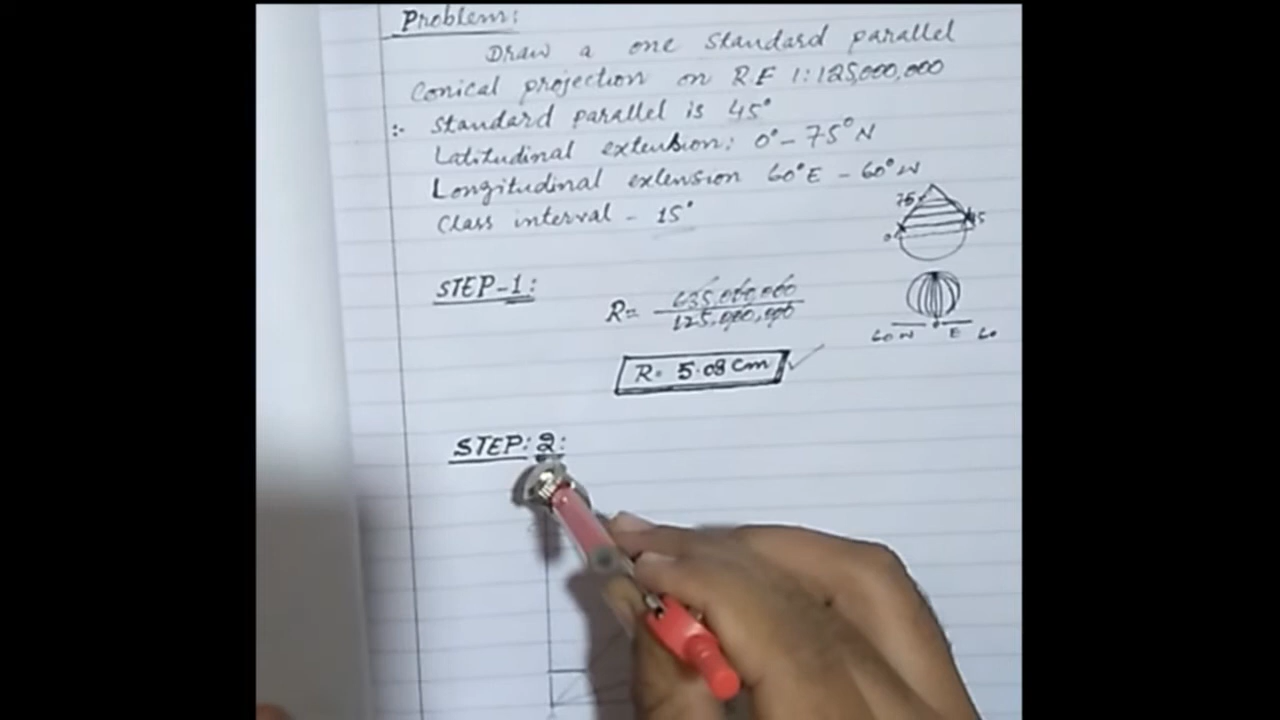 Problem:
Draw a one standard parallel
Conical projection on R.F 1:125,000,000
:- Standard parallel is 45°
Latitudinal extension: 0° - 75° N
Longitudinal extension 60° E - 60° W
Class interval - 15°
75
45
0
STEP-1:
R= 635,000,000
125,000,000
60 W E 60
R= 5.08 Cm
STEP: 2: